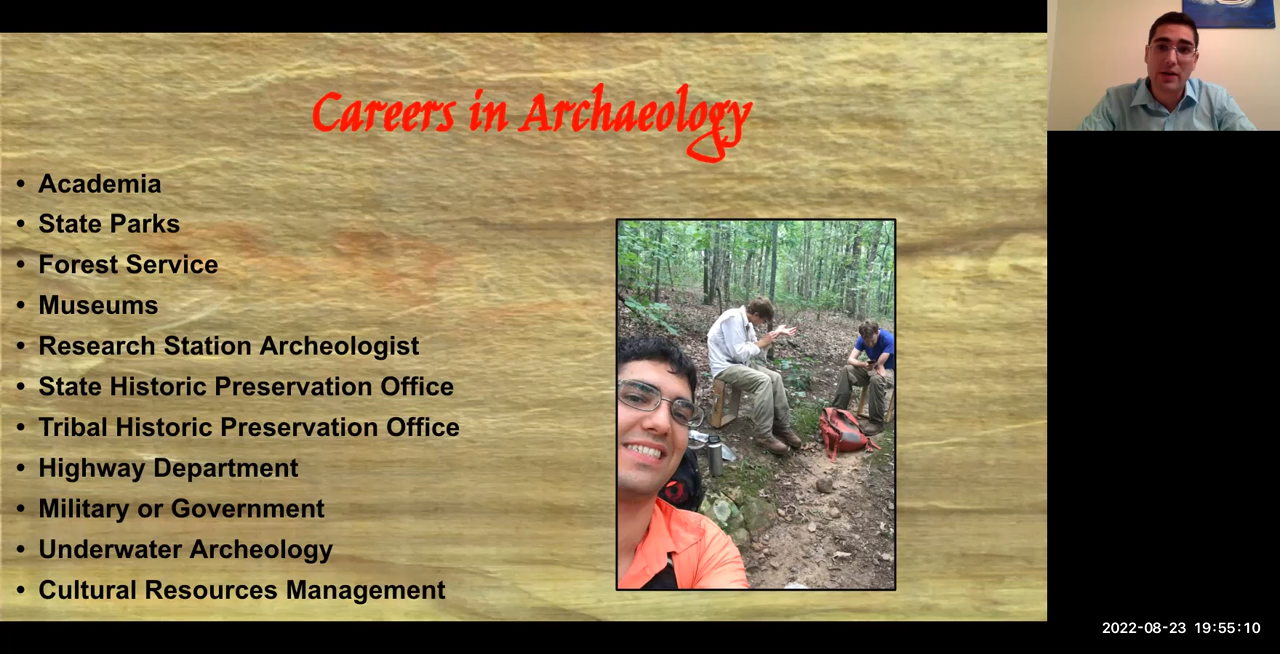 Careers in Archaeology
• Academia
• State Parks
• Forest Service
• Museums
• Research Station Archeologist
• State Historic Preservation Office
• Tribal Historic Preservation Office
• Highway Department
• Military or Government
• Underwater Archeology
• Cultural Resources Management
2022-08-23 19:55:10